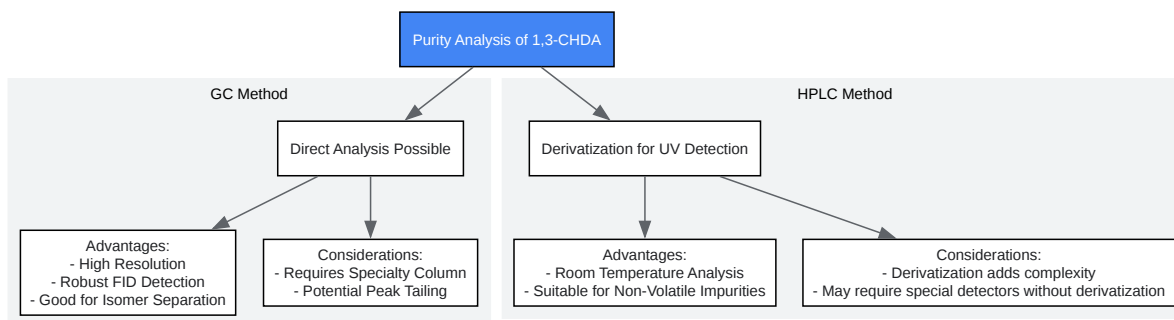 Purity Analysis of 1,3-CHDA
GC Method
HPLC Method
Direct Analysis Possible
Derivatization for UV Detection
Advantages:
- High Resolution
- Robust FID Detection
- Good for Isomer Separation
Considerations:
- Requires Specialty Column
- Potential Peak Tailing
Advantages:
- Room Temperature Analysis
- Suitable for Non-Volatile Impurities
Considerations:
- Derivatization adds complexity
- May require special detectors without derivatization